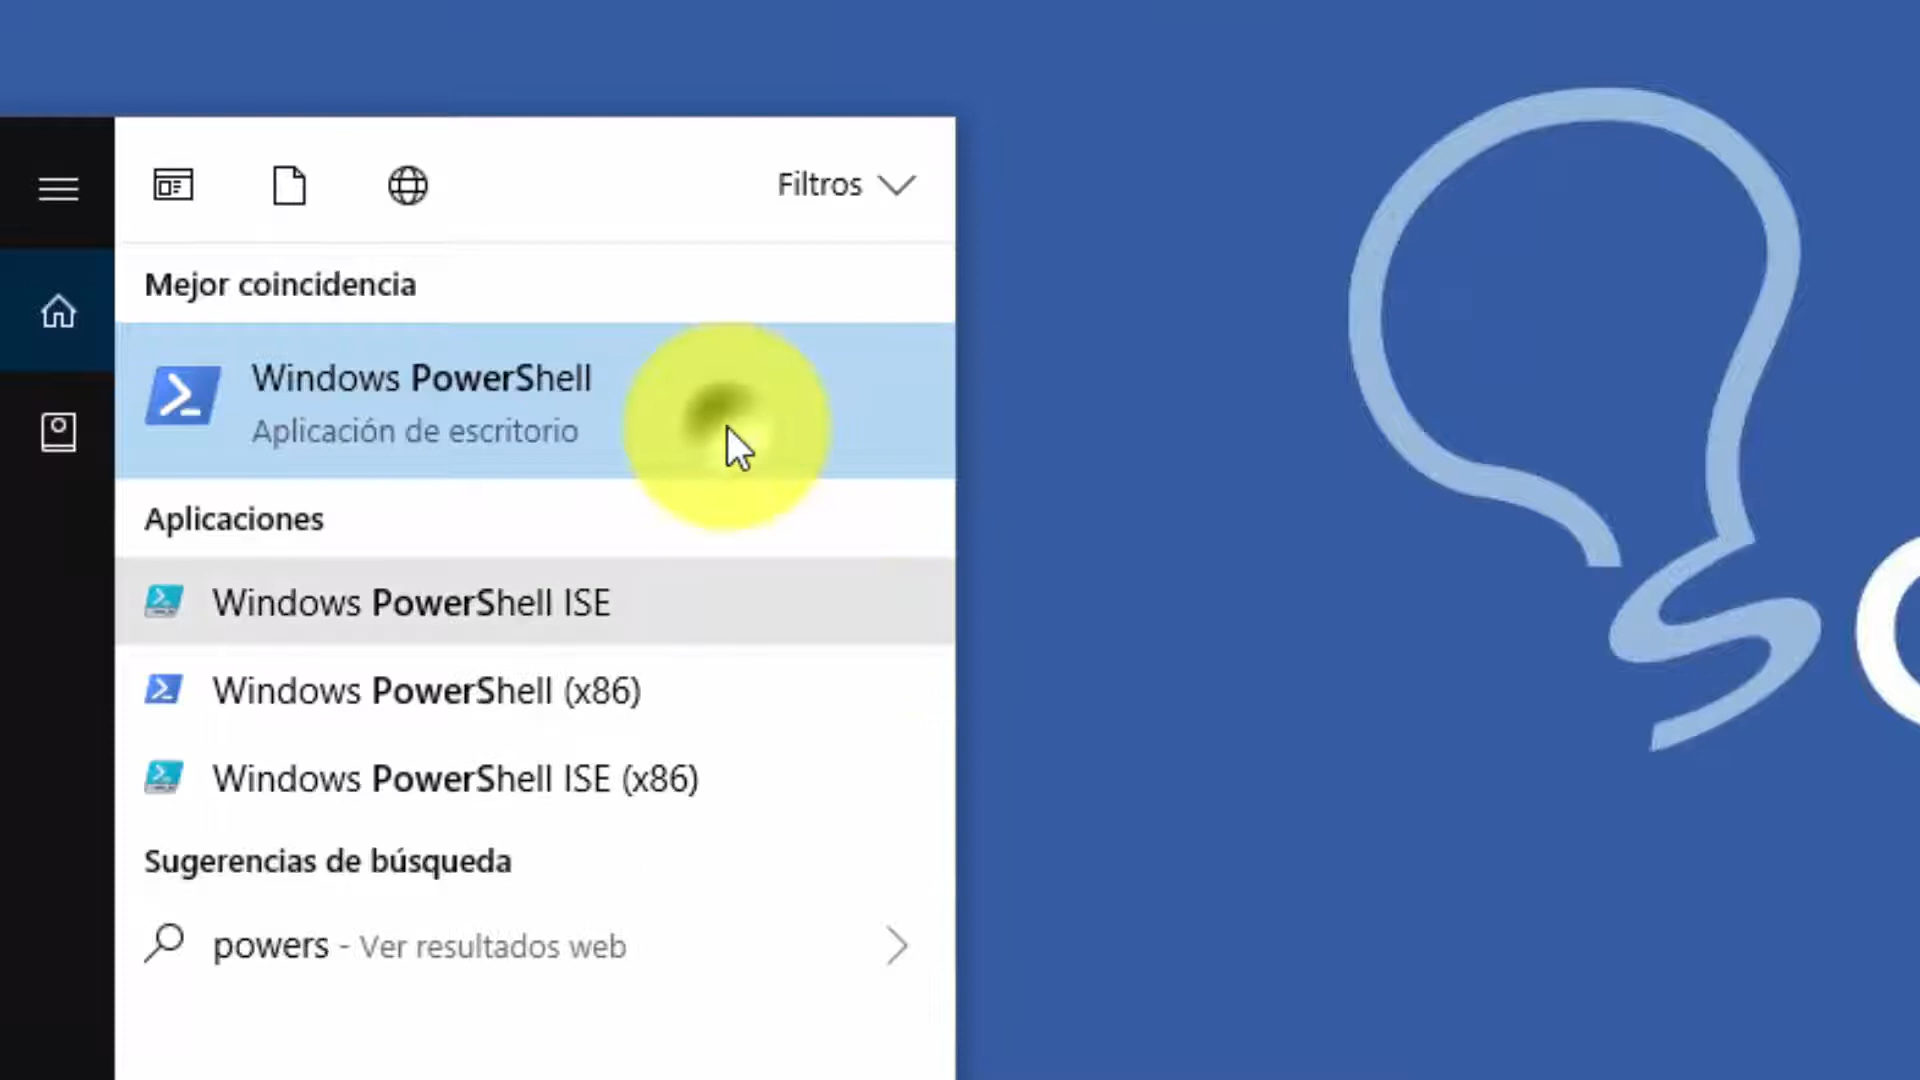 Filtros
Mejor coincidencia
Windows PowerShell
Aplicación de escritorio
Aplicaciones
Windows PowerShell ISE
Windows PowerShell (x86)
Windows PowerShell ISE (x86)
Sugerencias de búsqueda
powers - Ver resultados web